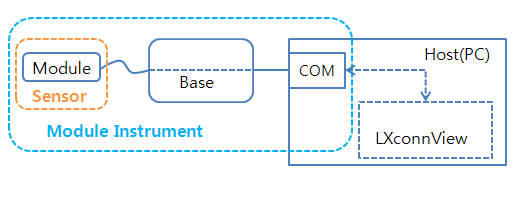 Host(PC)
Module
COM
Base
Sensor
Module Instrument
LXconnView